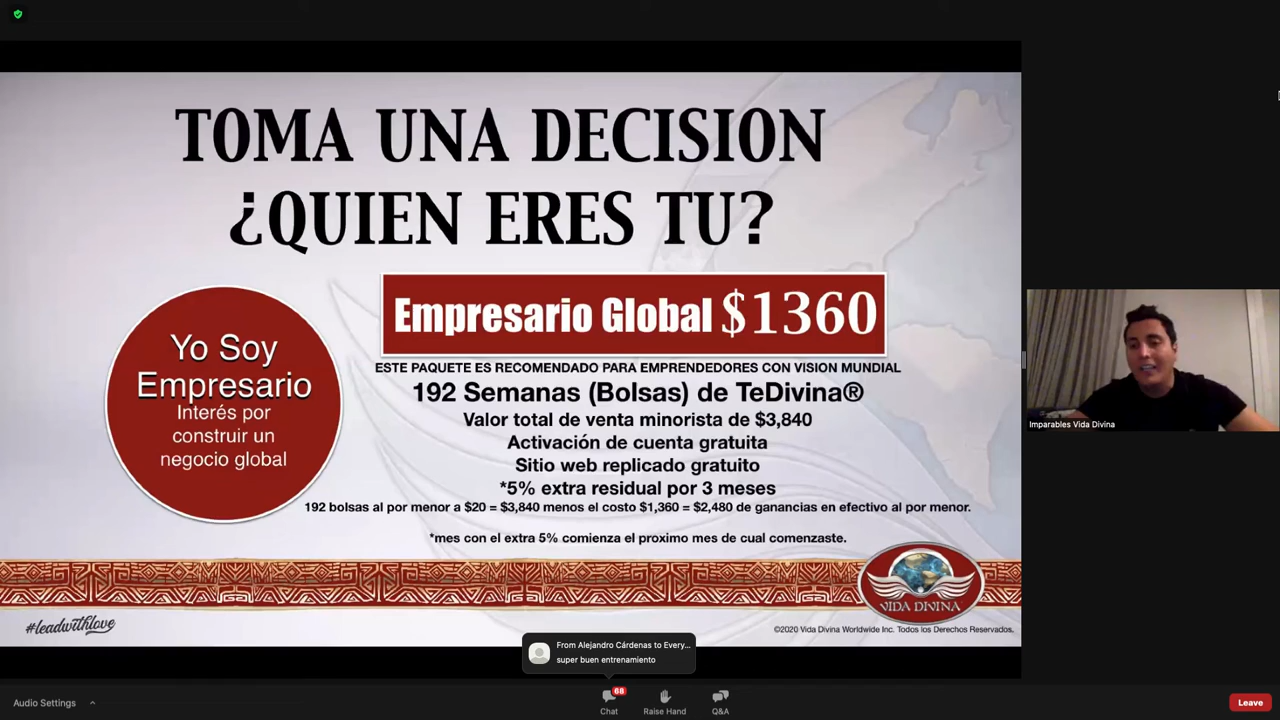 TOMA UNA DECISION
¿QUIEN ERES TU?
Yo Soy
Empresario
Interés por
construir un
negocio global
Empresario Global $1360
ESTE PAQUETE ES RECOMENDADO PARA EMPRENDEDORES CON VISION MUNDIAL
192 Semanas (Bolsas) de TeDivina®
Valor total de venta minorista de $3,840
Activación de cuenta gratuita
Sitio web replicado gratuito
*5% extra residual por 3 meses
192 bolsas al por menor a $20 = $3,840 menos el costo $1,360 = $2,480 de ganancias en efectivo al por menor.
*mes con el extra 5% comienza el proximo mes de cual comenzaste.
VIDA DIVINA
#leadwithlove
©2020 Vida Divina Worldwide Inc. Todos los Derechos Reservados.
Imparables Vida Divina
From Alejandro Cárdenas to Every...
super buen entrenamiento
Audio Settings
68
Chat
Raise Hand
Q&A
Leave